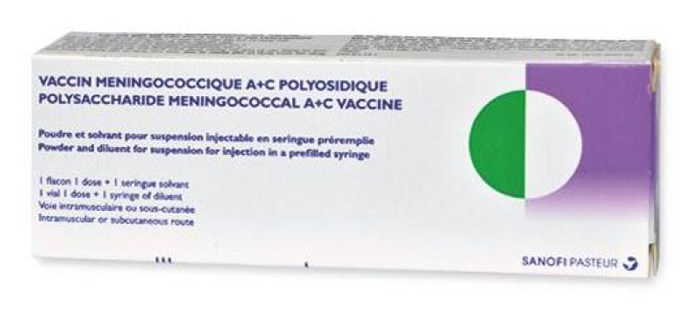 VACCIN MENINGOCOCCIQUE A+C POLYOSIDIQUE
POLYSACCHARIDE MENINGOCOCCAL A+C VACCINE
Poudre et solvant pour suspension injectable en seringue préremplie
Powder and diluent for suspension for injection in a prefilled syringe
1 flacon 1 dose + 1 seringue solvant
1 vial 1 dose + 1 syringe of diluent
Voie intramusculaire ou sous-cutanée
Intramuscular or subcutaneous route
SANOFI PASTEUR